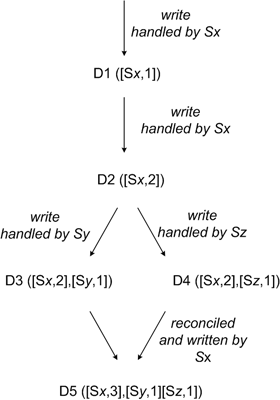 write
handled by Sx
D1 ([Sx,1])
write
handled by Sx
D2 ([Sx,2])
write
handled by Sy
write
handled by Sz
D3 ([Sx,2],[Sy,1])
D4 ([Sx,2],[Sz,1])
reconciled
and written by
Sx
D5 ([Sx,3],[Sy,1][Sz,1])